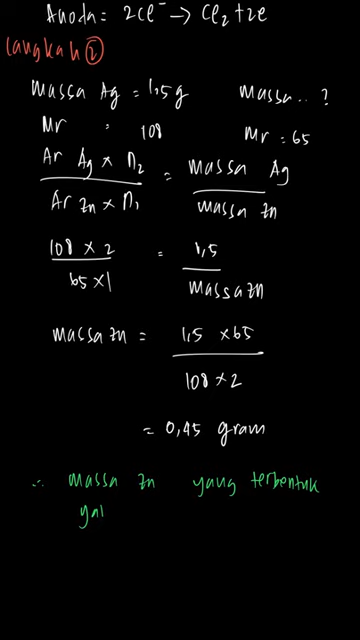 Anoda = 2Cl⁻ → Cl₂ + 2e
Langkah ②
Massa Ag = 1,5 g Massa .. ?
Mr : 108 Mr = 65
Ar Ag × n₂ / Ar Zn × n₁ = Massa Ag / massa Zn
108 × 2 / 65 × 1 = 1,5 / massa Zn
massa Zn = 1,5 × 65 / 108 × 2
= 0,45 gram
∴ massa Zn yang terbentuk
yai